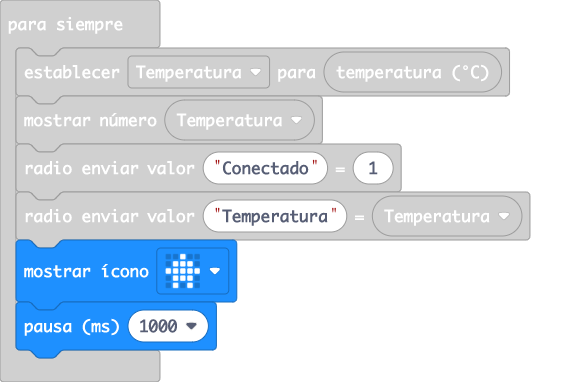 para siempre
establecer Temperatura para temperatura (°C)
mostrar número Temperatura
radio enviar valor "Conectado" = 1
radio enviar valor "Temperatura" = Temperatura
mostrar ícono
pausa (ms) 1000